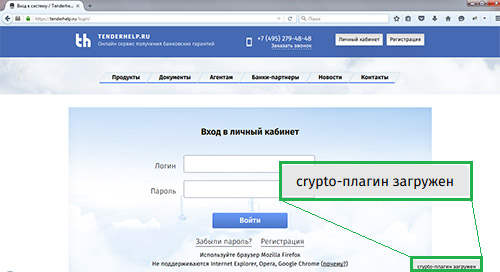 Вход в систему / Tenderhelp...
https://tenderhelp.ru/login/
th
TENDERHELP.RU
Онлайн сервис получения банковских гарантий
+7 (495) 279-48-48
Заказать звонок
Личный кабинет
Регистрация
Продукты
Документы
Агентам
Банки-партнеры
Новости
Контакты
Вход в личный кабинет
Логин
Пароль
crypto-плагин загружен
Войти
Забыли пароль?
Регистрация
Используйте браузер Mozilla Firefox
Не поддерживаются Internet Explorer, Opera, Google Chrome (почему?)
crypto-плагин загружен